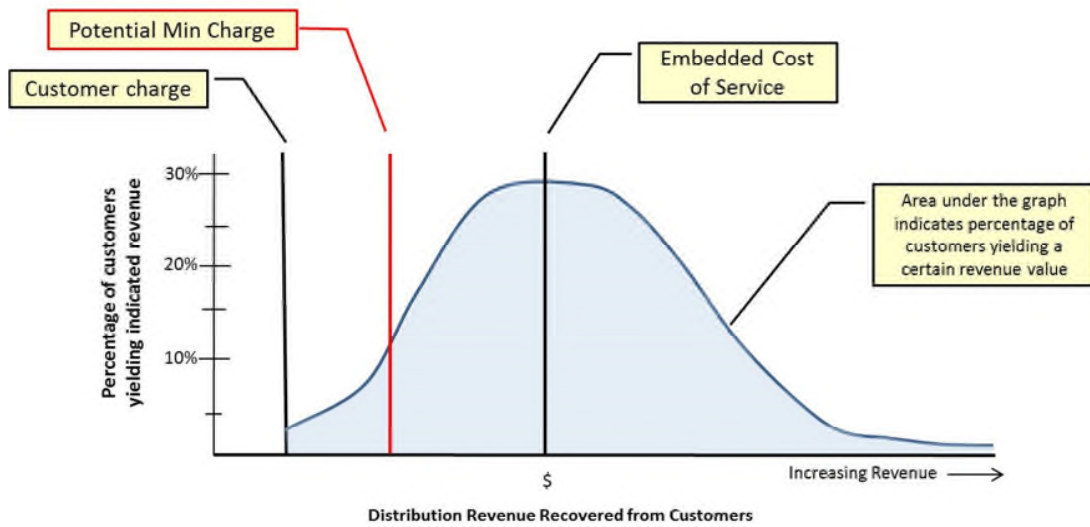 Potential Min Charge
Customer charge
Embedded Cost
of Service
Area under the graph
indicates percentage of
customers yielding a
certain revenue value
Percentage of customers
yielding indicated revenue
30%
20%
10%
Increasing Revenue
$
Distribution Revenue Recovered from Customers